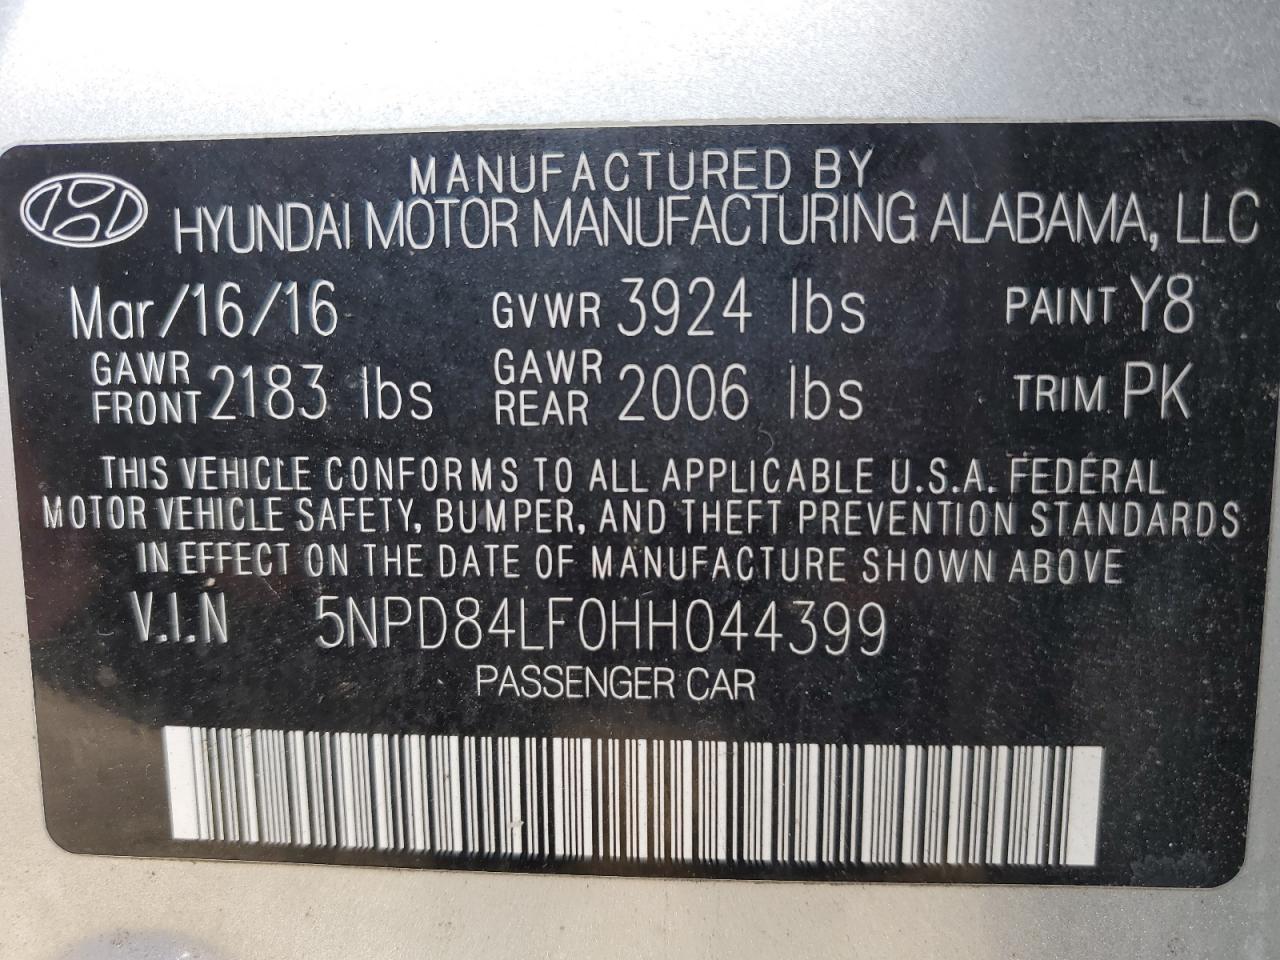 MANUFACTURED BY
HYUNDAI MOTOR MANUFACTURING ALABAMA, LLC
Mar/16/16 GVWR 3924 lbs PAINT Y8
GAWR FRONT 2183 lbs GAWR REAR 2006 lbs TRIM PK
THIS VEHICLE CONFORMS TO ALL APPLICABLE U.S.A. FEDERAL
MOTOR VEHICLE SAFETY, BUMPER, AND THEFT PREVENTION STANDARDS
IN EFFECT ON THE DATE OF MANUFACTURE SHOWN ABOVE
V.I.N 5NPD84LF0HH044399
PASSENGER CAR